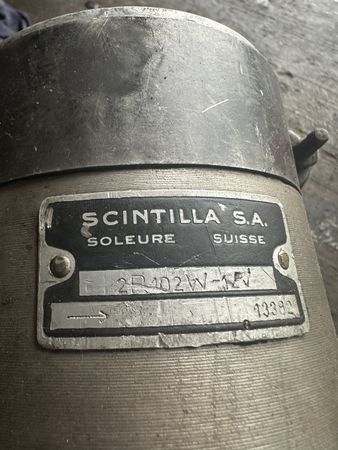 SCINTILLA S.A.
SOLEURE SUISSE
→ 13382